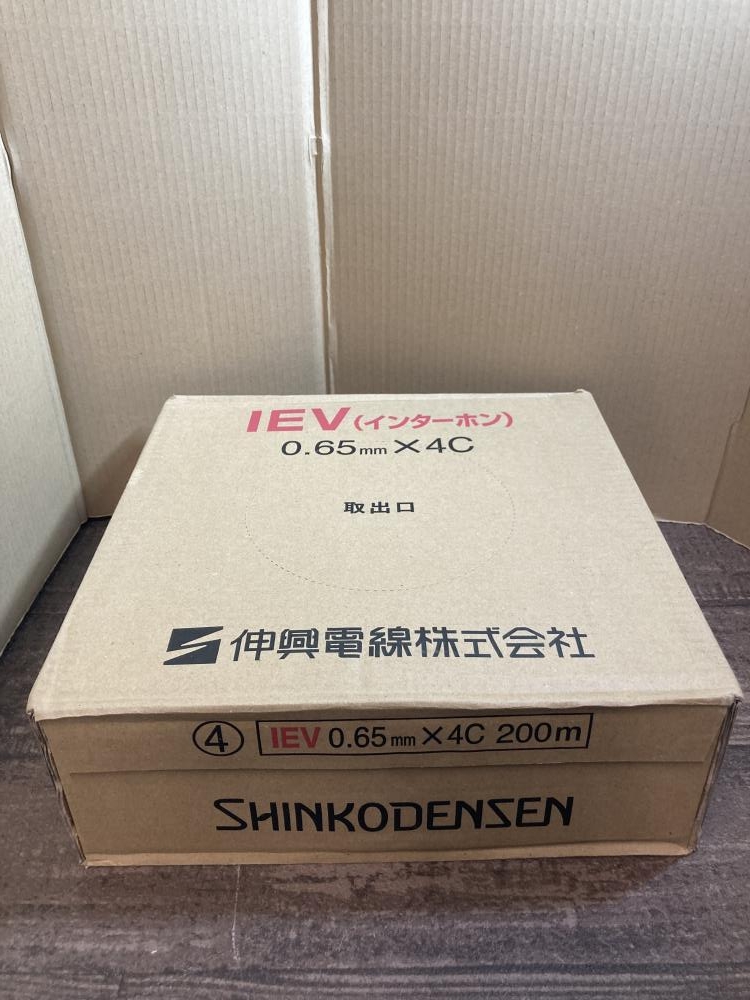 IEV(インターホン)
0.65mm×4C
取出口
伸興電線株式会社
④ IEV 0.65mm×4C 200m
SHINKODENSEN